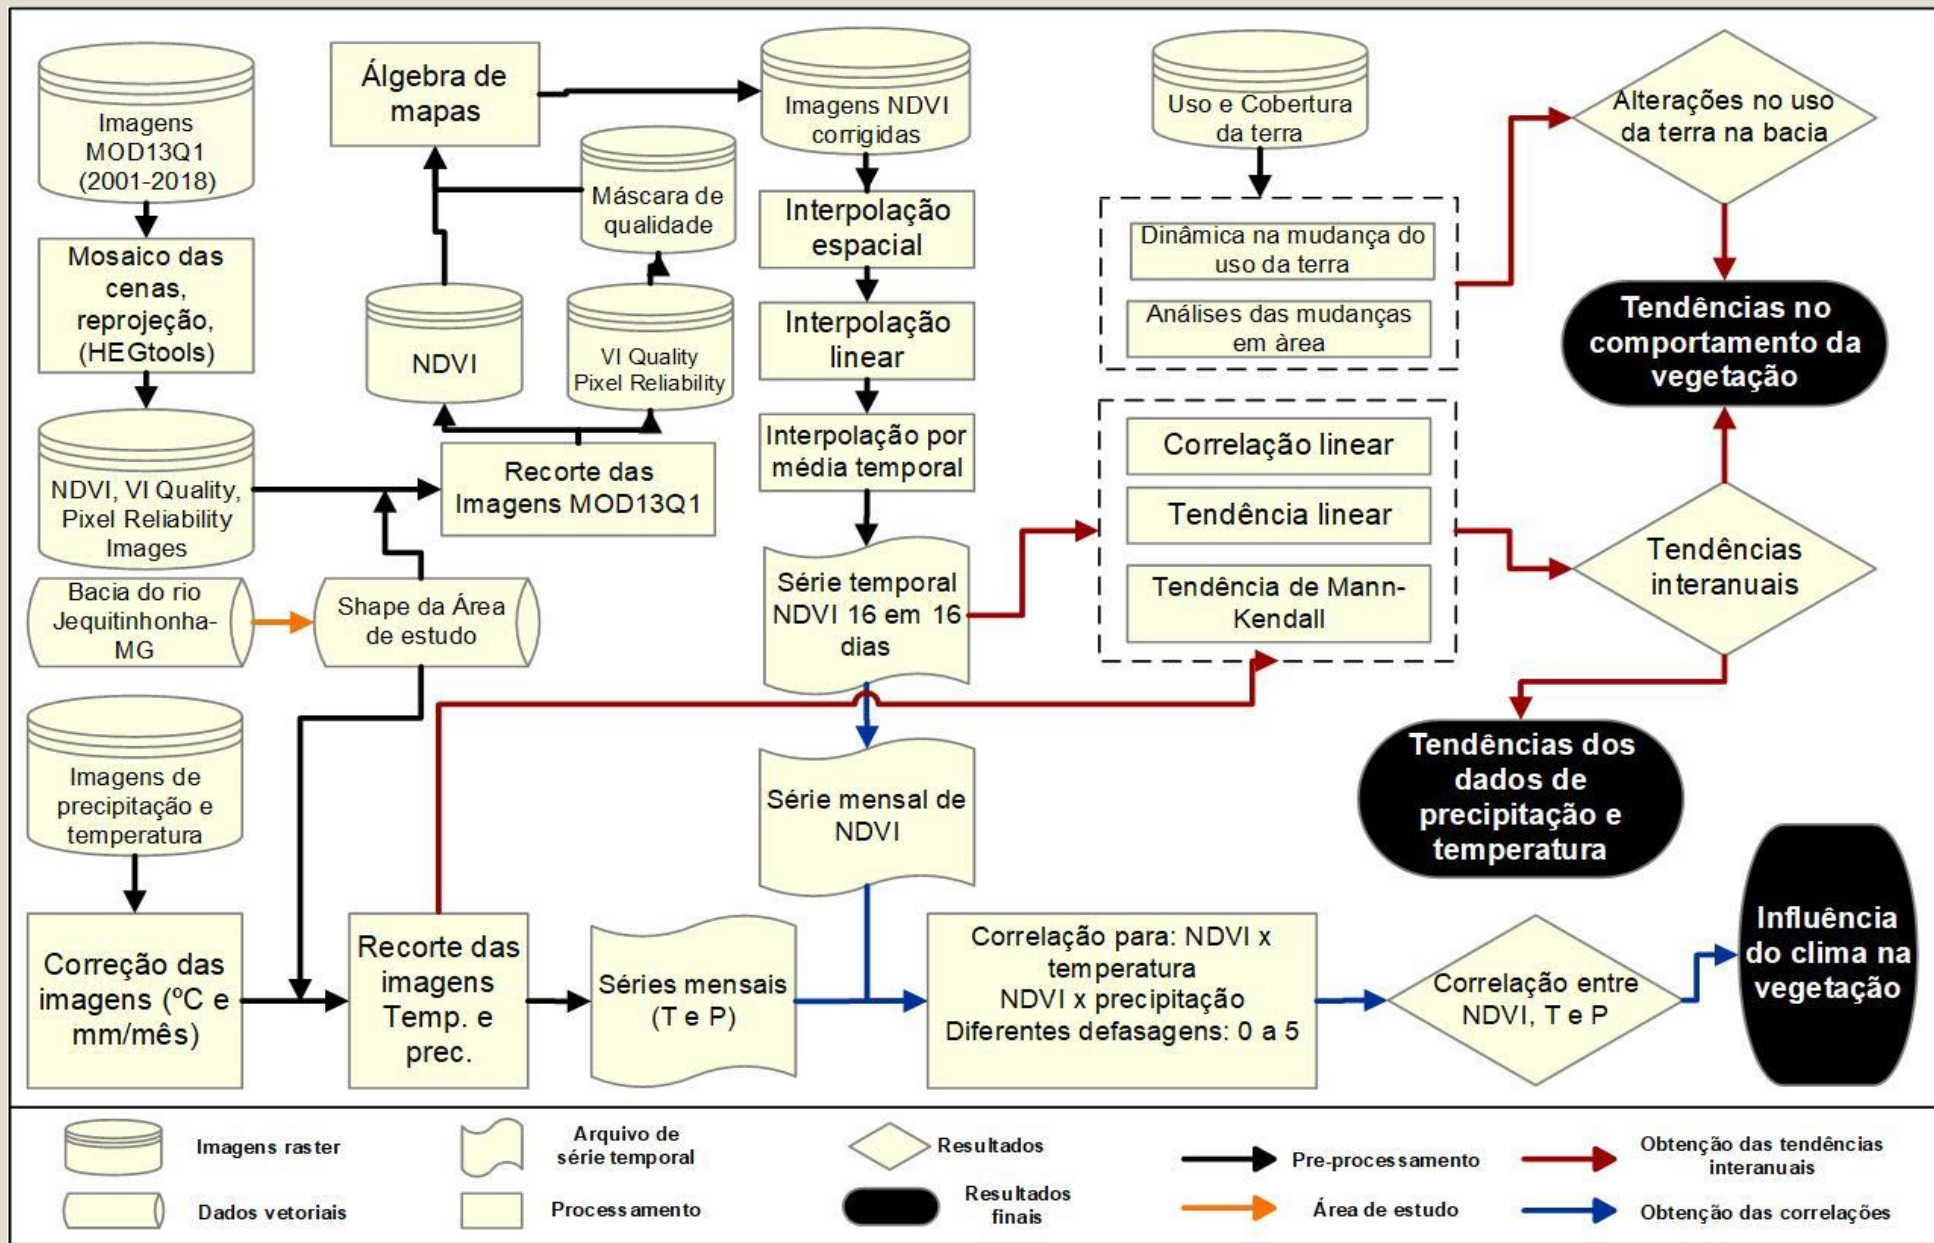 Imagens
MOD13Q1
(2001-2018)
Mosaico das
cenas,
reprojeção,
(HEGtools)
NDVI, VI Quality,
Pixel Reliability
Images
Bacia do rio
Jequitinhonha-
MG
Shape da Área
de estudo
Imagens de
precipitação e
temperatura
Correção das
imagens (ºC e
mm/mês)
Álgebra de
mapas
Máscara de
qualidade
NDVI
VI Quality
Pixel Reliability
Recorte das
Imagens MOD13Q1
Recorte das
imagens
Temp. e
prec.
Séries mensais
(T e P)
Imagens NDVI
corrigidas
Interpolação
espacial
Interpolação
linear
Interpolação por
média temporal
Série temporal
NDVI 16 em 16
dias
Série mensal de
NDVI
Uso e Cobertura
da terra
Dinâmica na mudança do
uso da terra
Análises das mudanças
em àrea
Correlação linear
Tendência linear
Tendência de Mann-
Kendall
Correlação para: NDVI x
temperatura
NDVI x precipitação
Diferentes defasagens: 0 a 5
Alterações no uso
da terra na bacia
Tendências no
comportamento da
vegetação
Tendências
interanuais
Tendências dos
dados de
precipitação e
temperatura
Correlação entre
NDVI, T e P
Influência
do clima na
vegetação
Imagens raster
Dados vetoriais
Arquivo de
série temporal
Processamento
Resultados
Resultados
finais
Pre-processamento
Área de estudo
Obtenção das tendências
interanuais
Obtenção das correlações